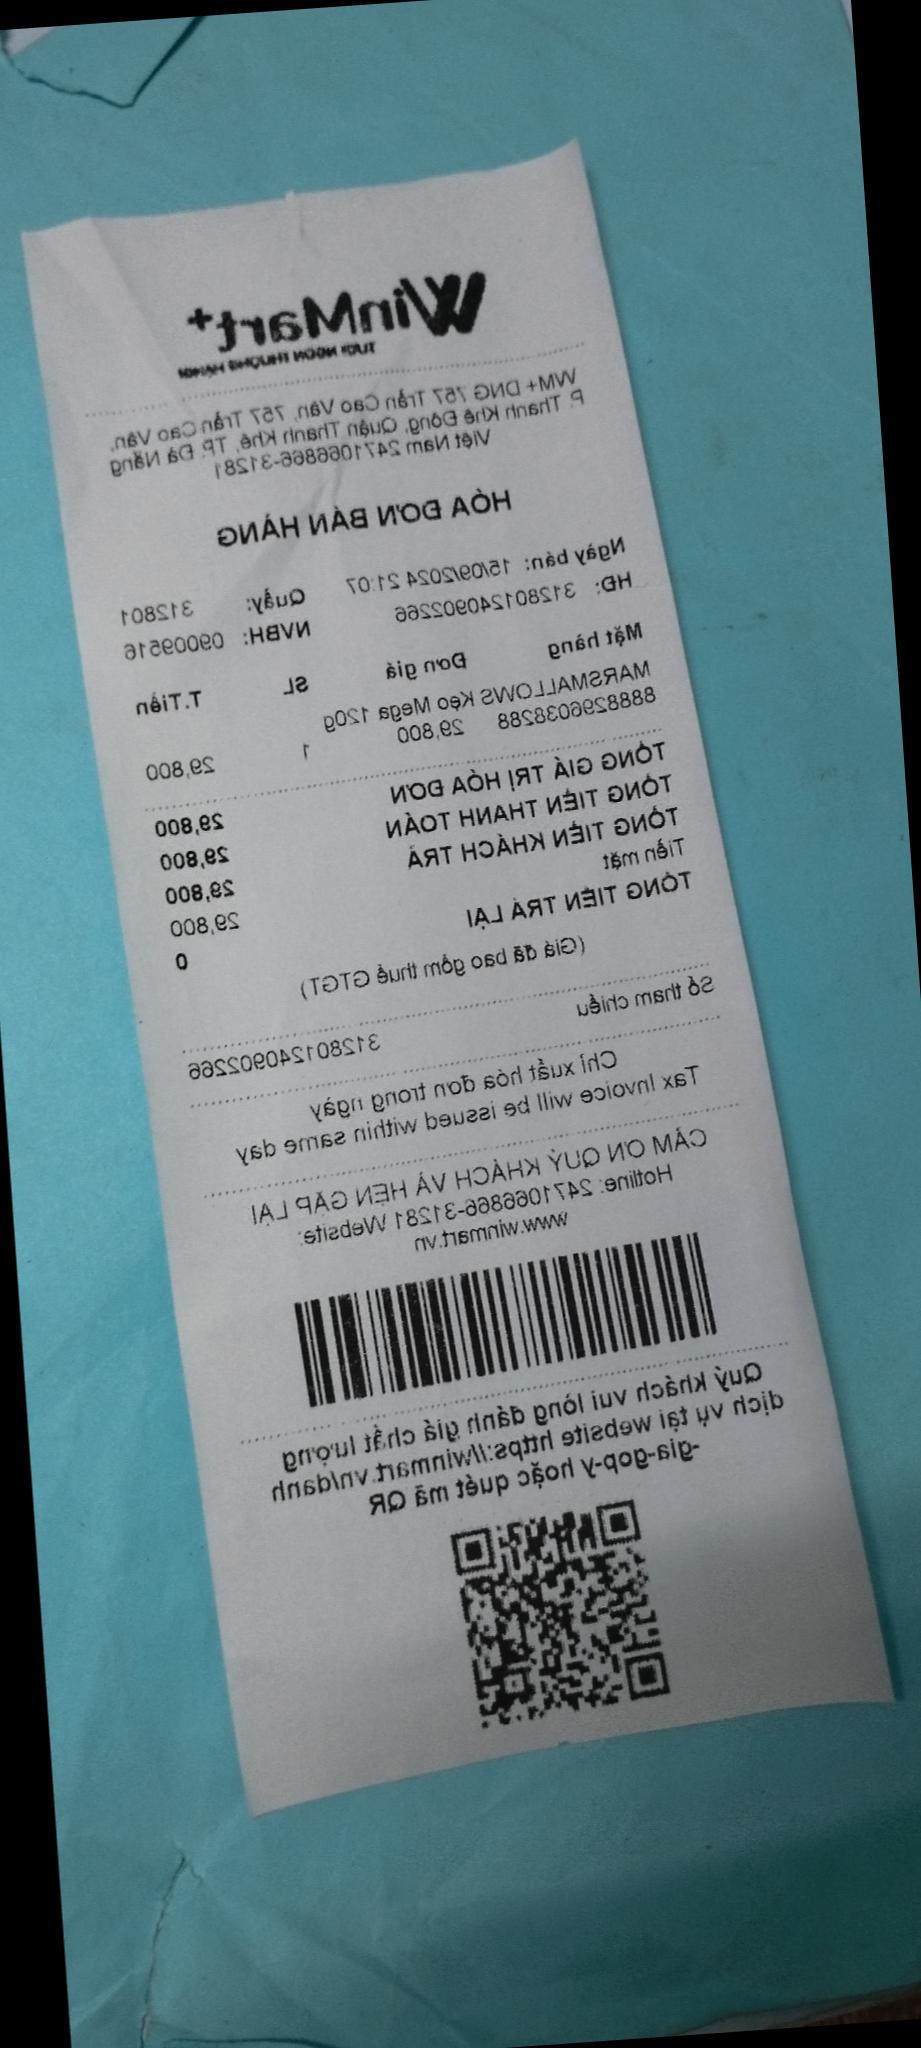 WinMart+
TƯƠI NGON THƯỢNG HẠNG
WM+ DNG 757 Trần Cao Vân, 757 Trần Cao Vân,
P. Thanh Khê Đông, Quận Thanh Khê, TP. Đà Nẵng
Việt Nam 2471066866-31281
HÓA ĐƠN BÁN HÀNG
Ngày bán: 15/09/2024 21:07 Quầy: 312801
HĐ: 312801240902266 NVBH: 09009516
Mặt hàng Đơn giá SL T.Tiền
MARSMALLOWS Kẹo Mega 120g
8888296038288 29,800 1 29,800
TỔNG GIÁ TRỊ HÓA ĐƠN 29,800
TỔNG TIỀN THANH TOÁN 29,800
TỔNG TIỀN KHÁCH TRẢ 29,800
Tiền mặt 29,800
TỔNG TIỀN TRẢ LẠI 0
(Giá đã bao gồm thuế GTGT)
Số tham chiếu 312801240902266
Chỉ xuất hóa đơn trong ngày
Tax Invoice will be issued within same day
CẢM ƠN QUÝ KHÁCH VÀ HẸN GẶP LẠI
Hotline: 2471066866-31281 Website:
www.winmart.vn
Quý khách vui lòng đánh giá chất lượng
dịch vụ tại website https://winmart.vn/danh
-gia-gop-y hoặc quét mã QR